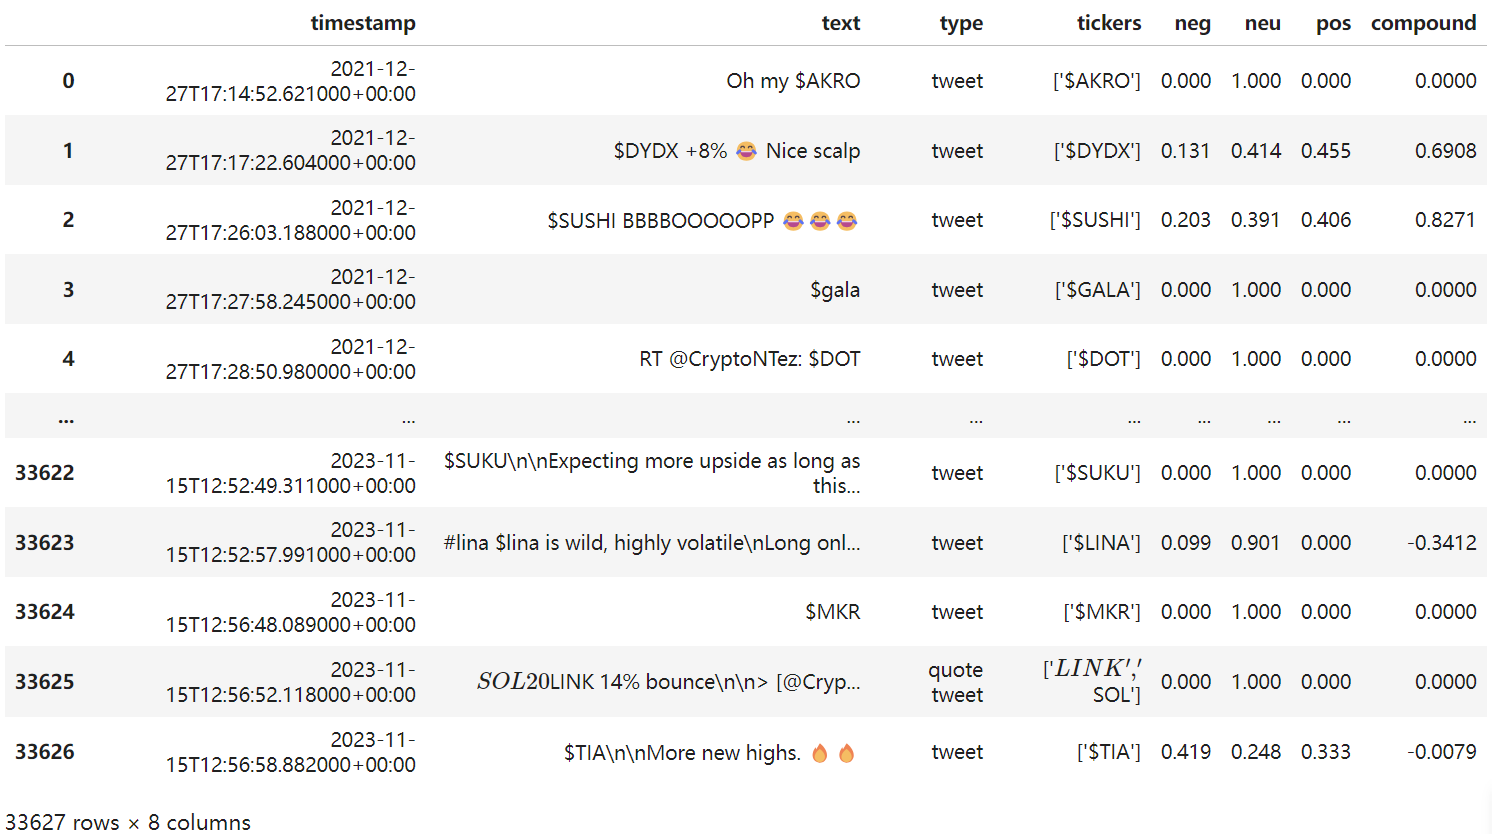 timestamp text type tickers neg neu pos compound
0 2021-12-27T17:14:52.621000+00:00 Oh my $AKRO tweet ['$AKRO'] 0.000 1.000 0.000 0.0000
1 2021-12-27T17:17:22.604000+00:00 $DYDX +8% 😂 Nice scalp tweet ['$DYDX'] 0.131 0.414 0.455 0.6908
2 2021-12-27T17:26:03.188000+00:00 $SUSHI BBBBOOOOOPP 😂😂😂 tweet ['$SUSHI'] 0.203 0.391 0.406 0.8271
3 2021-12-27T17:27:58.245000+00:00 $gala tweet ['$GALA'] 0.000 1.000 0.000 0.0000
4 2021-12-27T17:28:50.980000+00:00 RT @CryptoNTez: $DOT tweet ['$DOT'] 0.000 1.000 0.000 0.0000
... ... ... ... ... ... ... ... ...
33622 2023-11-15T12:52:49.311000+00:00 $SUKU\n\nExpecting more upside as long as this... tweet ['$SUKU'] 0.000 1.000 0.000 0.0000
33623 2023-11-15T12:52:57.991000+00:00 #lina $lina is wild, highly volatile\nLong onl... tweet ['$LINA'] 0.099 0.901 0.000 -0.3412
33624 2023-11-15T12:56:48.089000+00:00 $MKR tweet ['$MKR'] 0.000 1.000 0.000 0.0000
33625 2023-11-15T12:56:52.118000+00:00 SOL20LINK 14% bounce\n\n> [@Cryp... quote tweet ['LINK′,′SOL'] 0.000 1.000 0.000 0.0000
33626 2023-11-15T12:56:58.882000+00:00 $TIA\n\nMore new highs. 🔥🔥 tweet ['$TIA'] 0.419 0.248 0.333 -0.0079
33627 rows × 8 columns